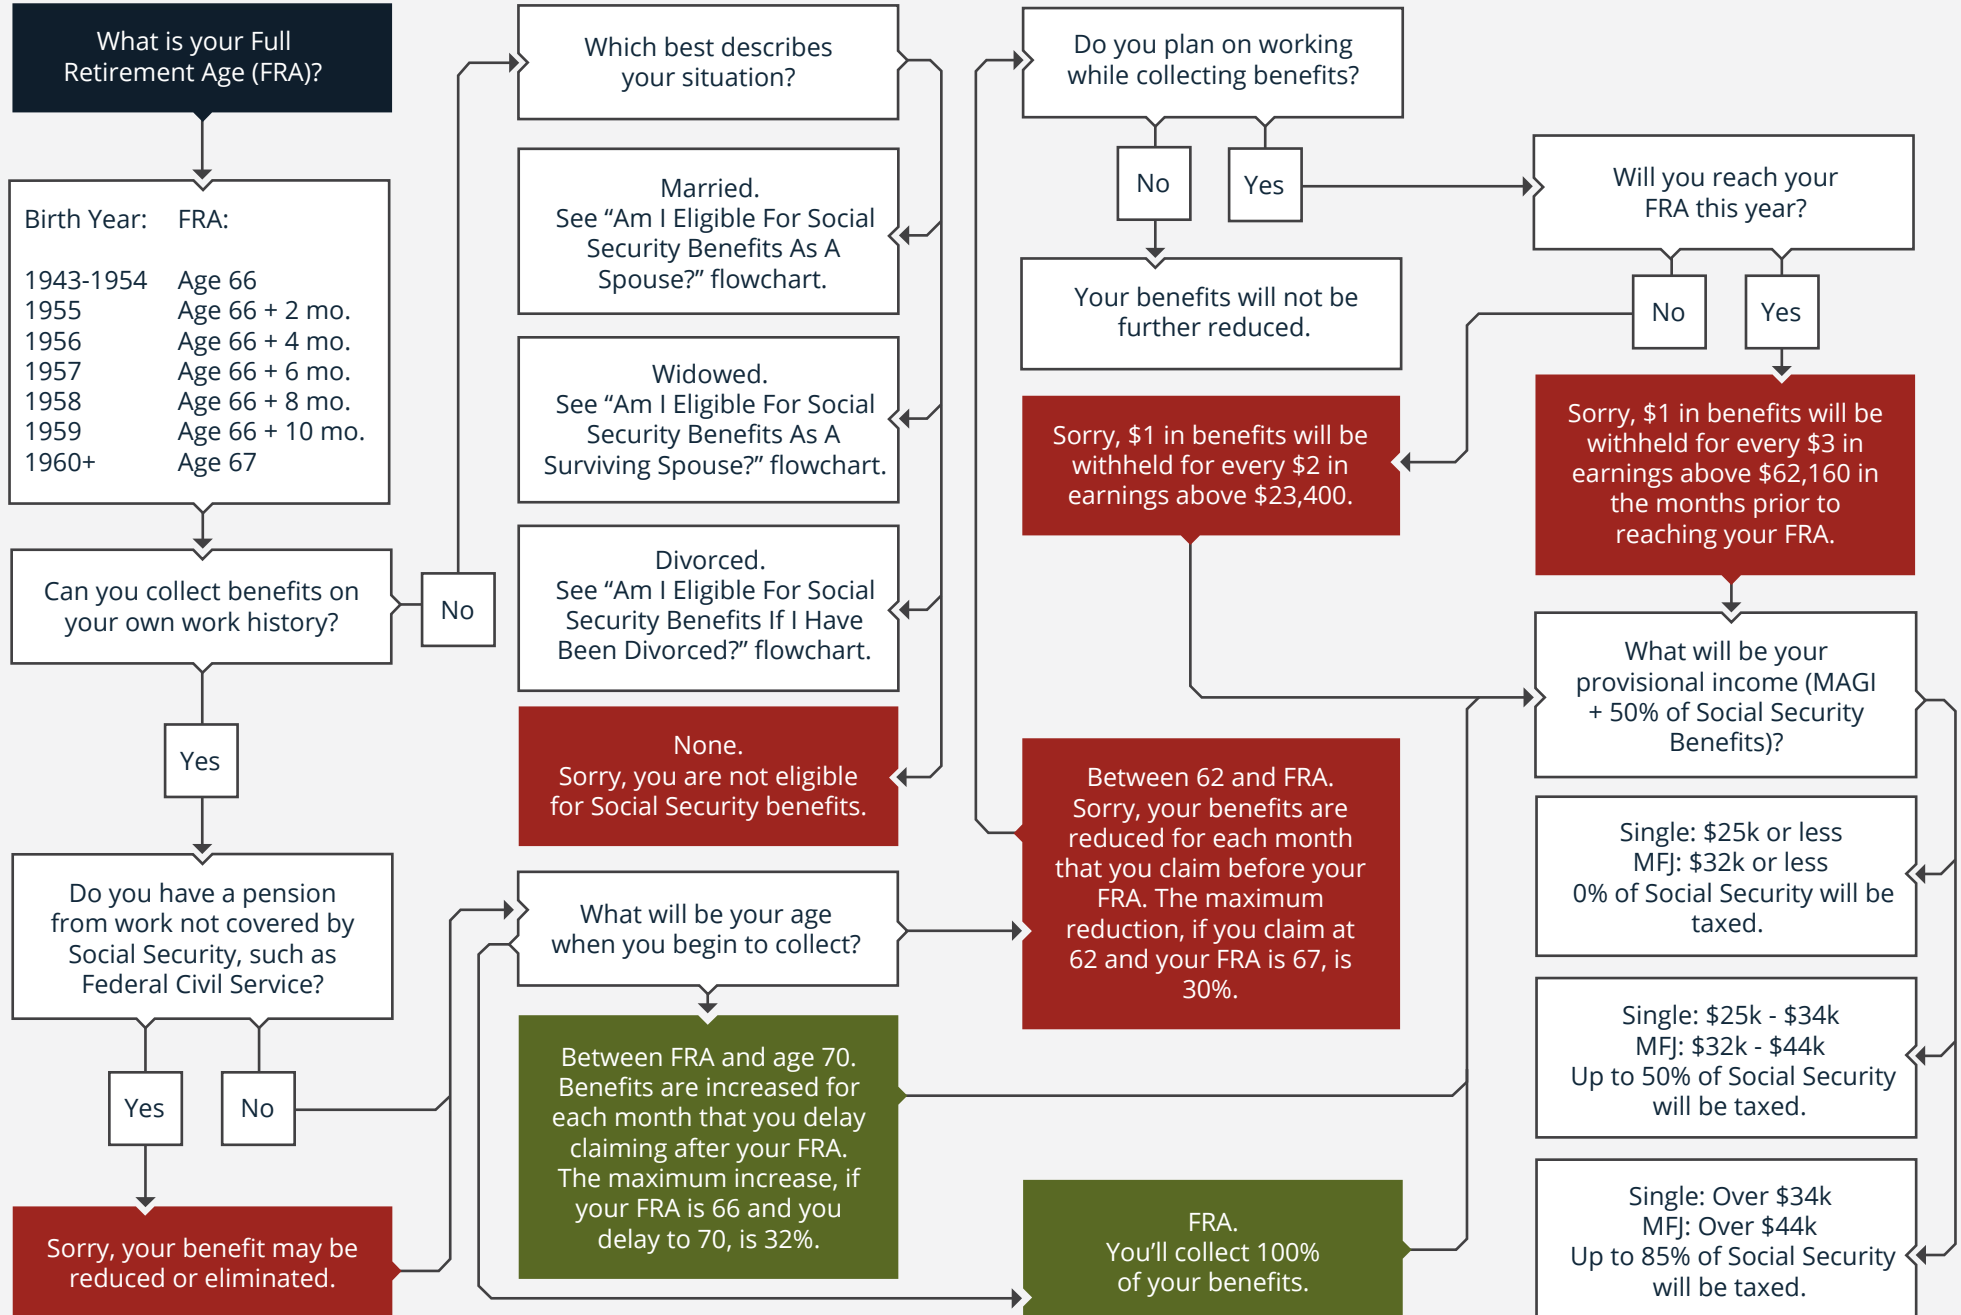 What is your Full
Retirement Age (FRA)?
Birth Year: FRA:
1943-1954 Age 66
1955 Age 66 + 2 mo.
1956 Age 66 + 4 mo.
1957 Age 66 + 6 mo.
1958 Age 66 + 8 mo.
1959 Age 66 + 10 mo.
1960+ Age 67
Can you collect benefits on
your own work history?
No
Yes
Do you have a pension
from work not covered by
Social Security, such as
Federal Civil Service?
Yes
No
Sorry, your benefit may be
reduced or eliminated.
Which best describes
your situation?
Married.
See “Am I Eligible For Social
Security Benefits As A
Spouse?” flowchart.
Widowed.
See “Am I Eligible For Social
Security Benefits As A
Surviving Spouse?” flowchart.
Divorced.
See “Am I Eligible For Social
Security Benefits If I Have
Been Divorced?” flowchart.
None.
Sorry, you are not eligible
for Social Security benefits.
What will be your age
when you begin to collect?
Between FRA and age 70.
Benefits are increased for
each month that you delay
claiming after your FRA.
The maximum increase, if
your FRA is 66 and you
delay to 70, is 32%.
Do you plan on working
while collecting benefits?
No
Yes
Your benefits will not be
further reduced.
Sorry, $1 in benefits will be
withheld for every $2 in
earnings above $23,400.
Between 62 and FRA.
Sorry, your benefits are
reduced for each month
that you claim before your
FRA. The maximum
reduction, if you claim at
62 and your FRA is 67, is
30%.
FRA.
You’ll collect 100%
of your benefits.
Will you reach your
FRA this year?
No
Yes
Sorry, $1 in benefits will be
withheld for every $3 in
earnings above $62,160 in
the months prior to
reaching your FRA.
What will be your
provisional income (MAGI
+ 50% of Social Security
Benefits)?
Single: $25k or less
MFJ: $32k or less
0% of Social Security will be
taxed.
Single: $25k - $34k
MFJ: $32k - $44k
Up to 50% of Social Security
will be taxed.
Single: Over $34k
MFJ: Over $44k
Up to 85% of Social Security
will be taxed.